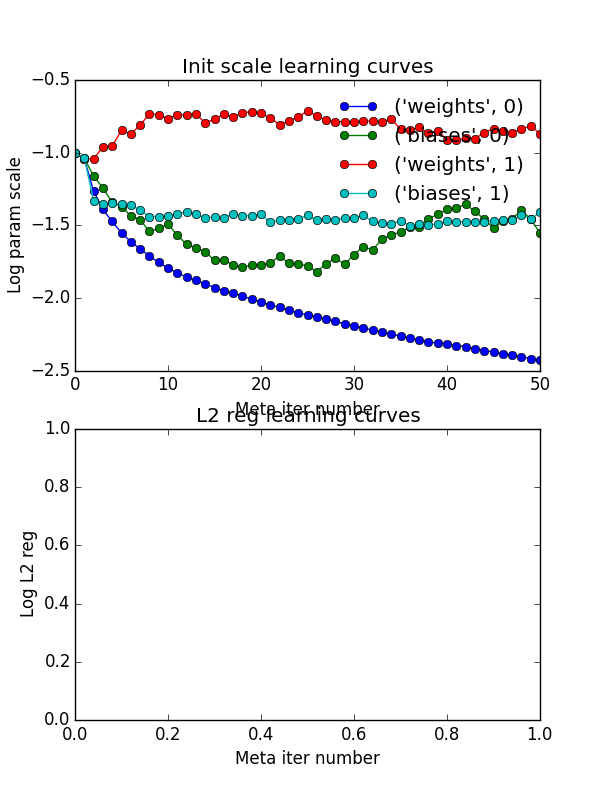 Init scale learning curves
−0.5
−1.0
−1.5
−2.0
−2.5
Log param scale
('weights', 0)
('biases', 0)
('weights', 1)
('biases', 1)
0 10 20 30 40 50
Meta iter number
L2 reg learning curves
1.0
0.8
0.6
0.4
0.2
0.0
Log L2 reg
0.0 0.2 0.4 0.6 0.8 1.0
Meta iter number